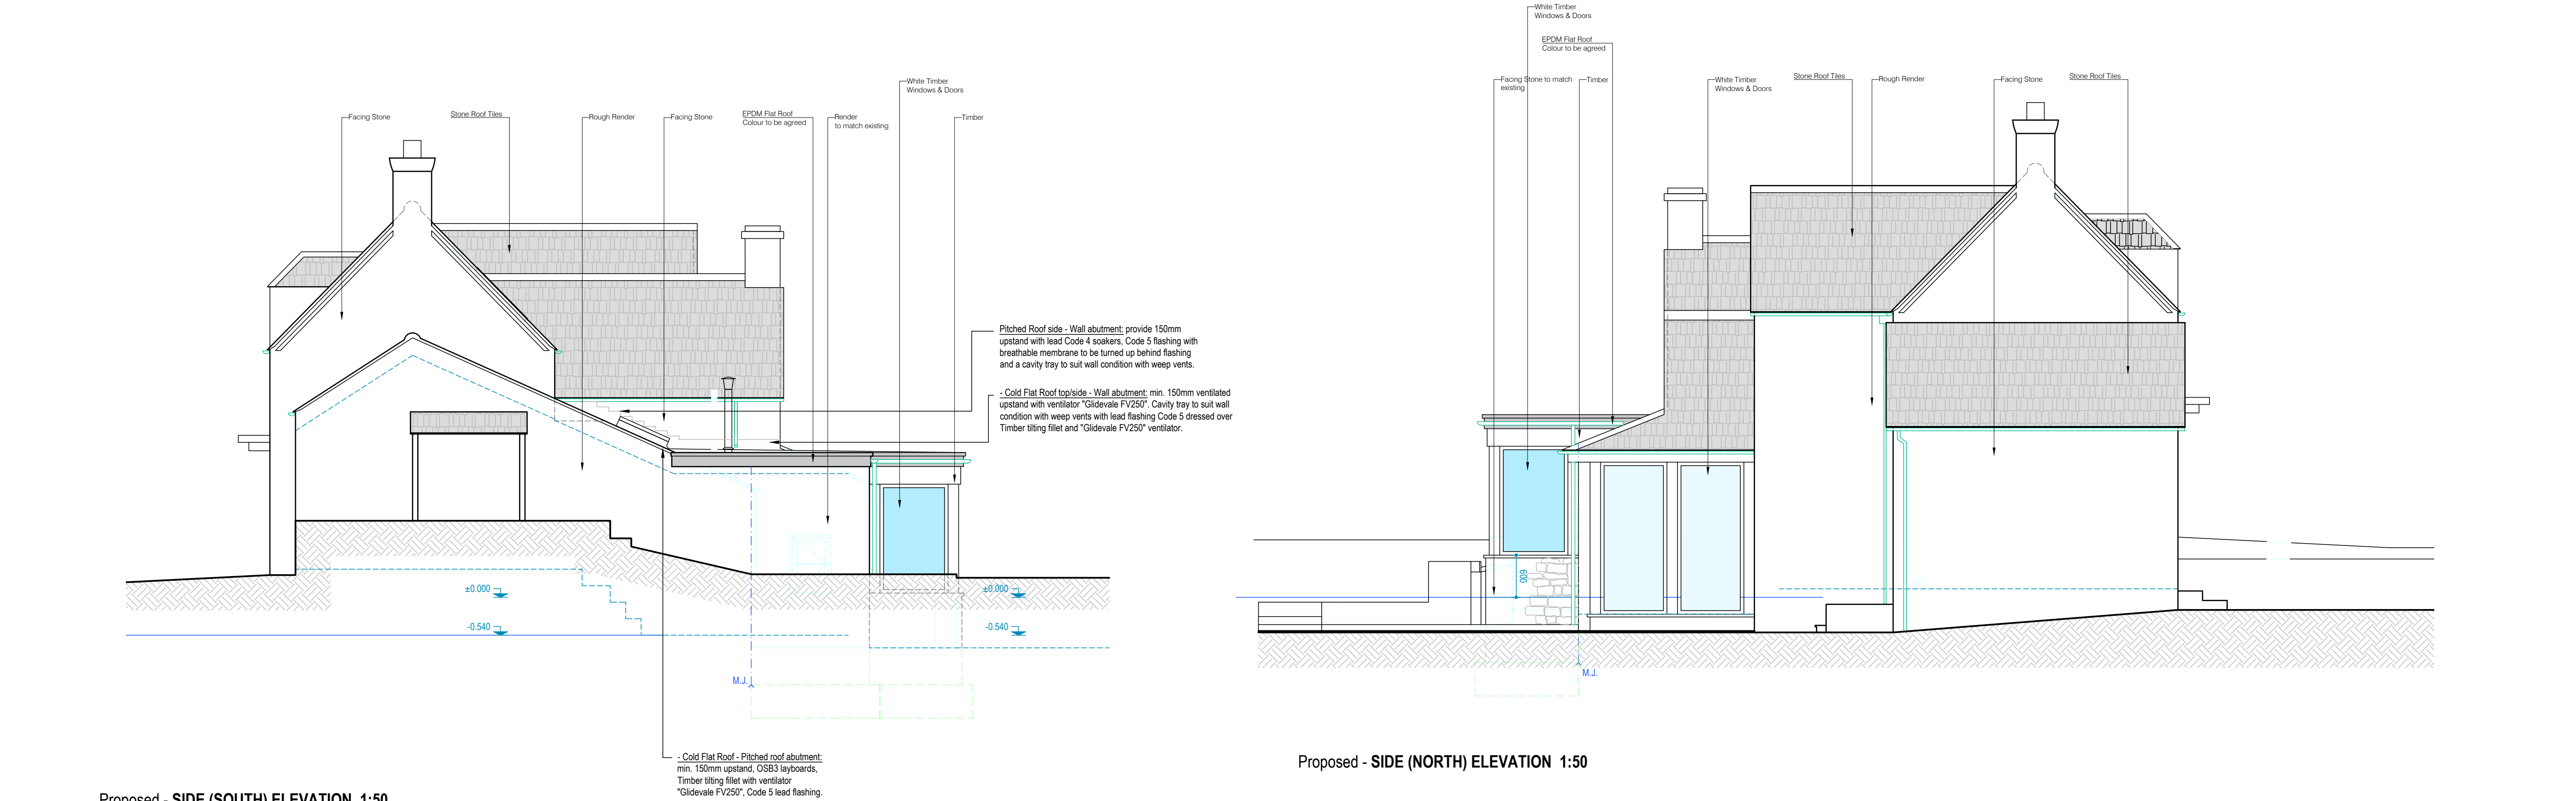 Facing Stone
Stone Roof Tiles
Rough Render
Facing Stone
EPDM Flat Roof
Colour to be agreed
Render
to match existing
White Timber
Windows & Doors
Timber
Pitched Roof side - Wall abutment: provide 150mm
upstand with lead Code 4 soakers, Code 5 flashing with
breathable membrane to be turned up behind flashing
and a cavity tray to suit wall condition with weep vents.
- Cold Flat Roof top/side - Wall abutment: min. 150mm ventilated
upstand with ventilator "Glidevale FV250". Cavity tray to suit wall
condition with weep vents with lead flashing Code 5 dressed over
Timber tilting fillet and "Glidevale FV250" ventilator.
±0.000
-0.540
±0.000
-0.540
M.J.
- Cold Flat Roof - Pitched roof abutment:
min. 150mm upstand, OSB3 layboards,
Timber tilting fillet with ventilator
"Glidevale FV250", Code 5 lead flashing.
Proposed - SIDE (SOUTH) ELEVATION 1:50
White Timber
Windows & Doors
EPDM Flat Roof
Colour to be agreed
Facing Stone to match
existing
Timber
White Timber
Windows & Doors
Stone Roof Tiles
Rough Render
Facing Stone
Stone Roof Tiles
600
M.J.
Proposed - SIDE (NORTH) ELEVATION 1:50